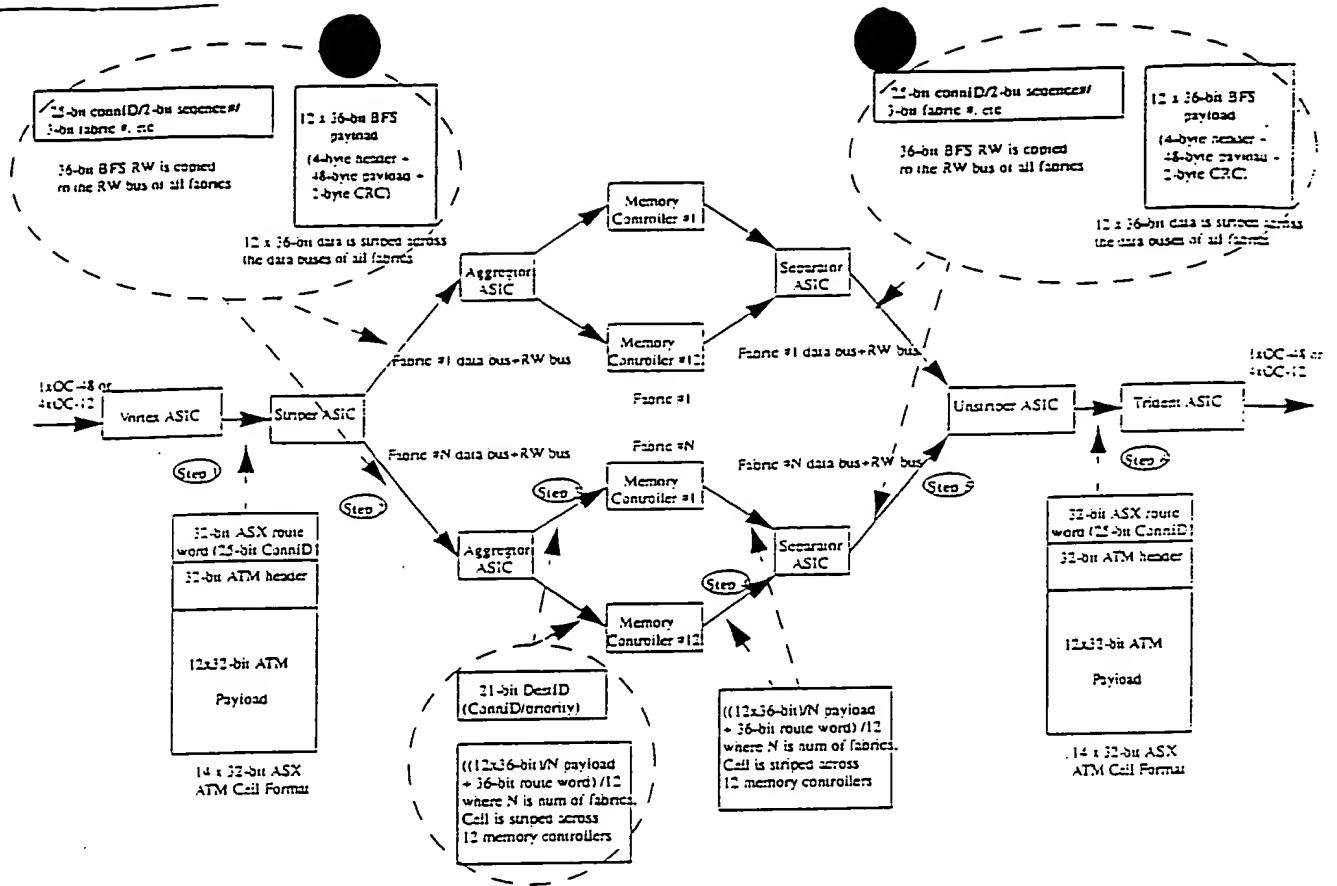 25-bit connID/2-bit sequence#/
3-bit fabric #, etc
36-bit BFS RW is copied
to the RW bus of all fabrics
12 x 36-bit BFS
payload
(4-byte header +
48-byte payload +
2-byte CRC)
12 x 36-bit data is striped across
the data buses of all fabrics
25-bit connID/2-bit sequence#/
3-bit fabric #, etc
36-bit BFS RW is copied
to the RW bus of all fabrics
12 x 36-bit BFS
payload
(4-byte header +
48-byte payload +
2-byte CRC)
12 x 36-bit data is striped across
the data buses of all fabrics
Memory
Controller #1
Aggregtor
ASIC
Separator
ASIC
Memory
Controller #12
Fabric #1 data bus+RW bus
Fabric #1 data bus+RW bus
Fabric #1
1xOC-48 or
4xOC-12
Vortex ASIC
Striper ASIC
Unstriper ASIC
Trident ASIC
1xOC-48 or
4xOC-12
Fabric #N data bus+RW bus
Fabric #N
Fabric #N data bus+RW bus
Step 1
Step 2
Step 3
Memory
Controller #1
Step 5
Step 6
Aggregtor
ASIC
Separator
ASIC
Step 4
Memory
Controller #12
32-bit ASX route
word (25-bit ConnID)
32-bit ATM header
12x32-bit ATM
Payload
14 x 32-bit ASX
ATM Cell Format
21-bit DestID
(ConnID/priority)
((12x36-bit)/N payload
+ 36-bit route word) /12
where N is num of fabrics.
Cell is striped across
12 memory controllers
((12x36-bit)/N payload
+ 36-bit route word) /12
where N is num of fabrics.
Cell is striped across
12 memory controllers
32-bit ASX route
word (25-bit ConnID)
32-bit ATM header
12x32-bit ATM
Payload
14 x 32-bit ASX
ATM Cell Format